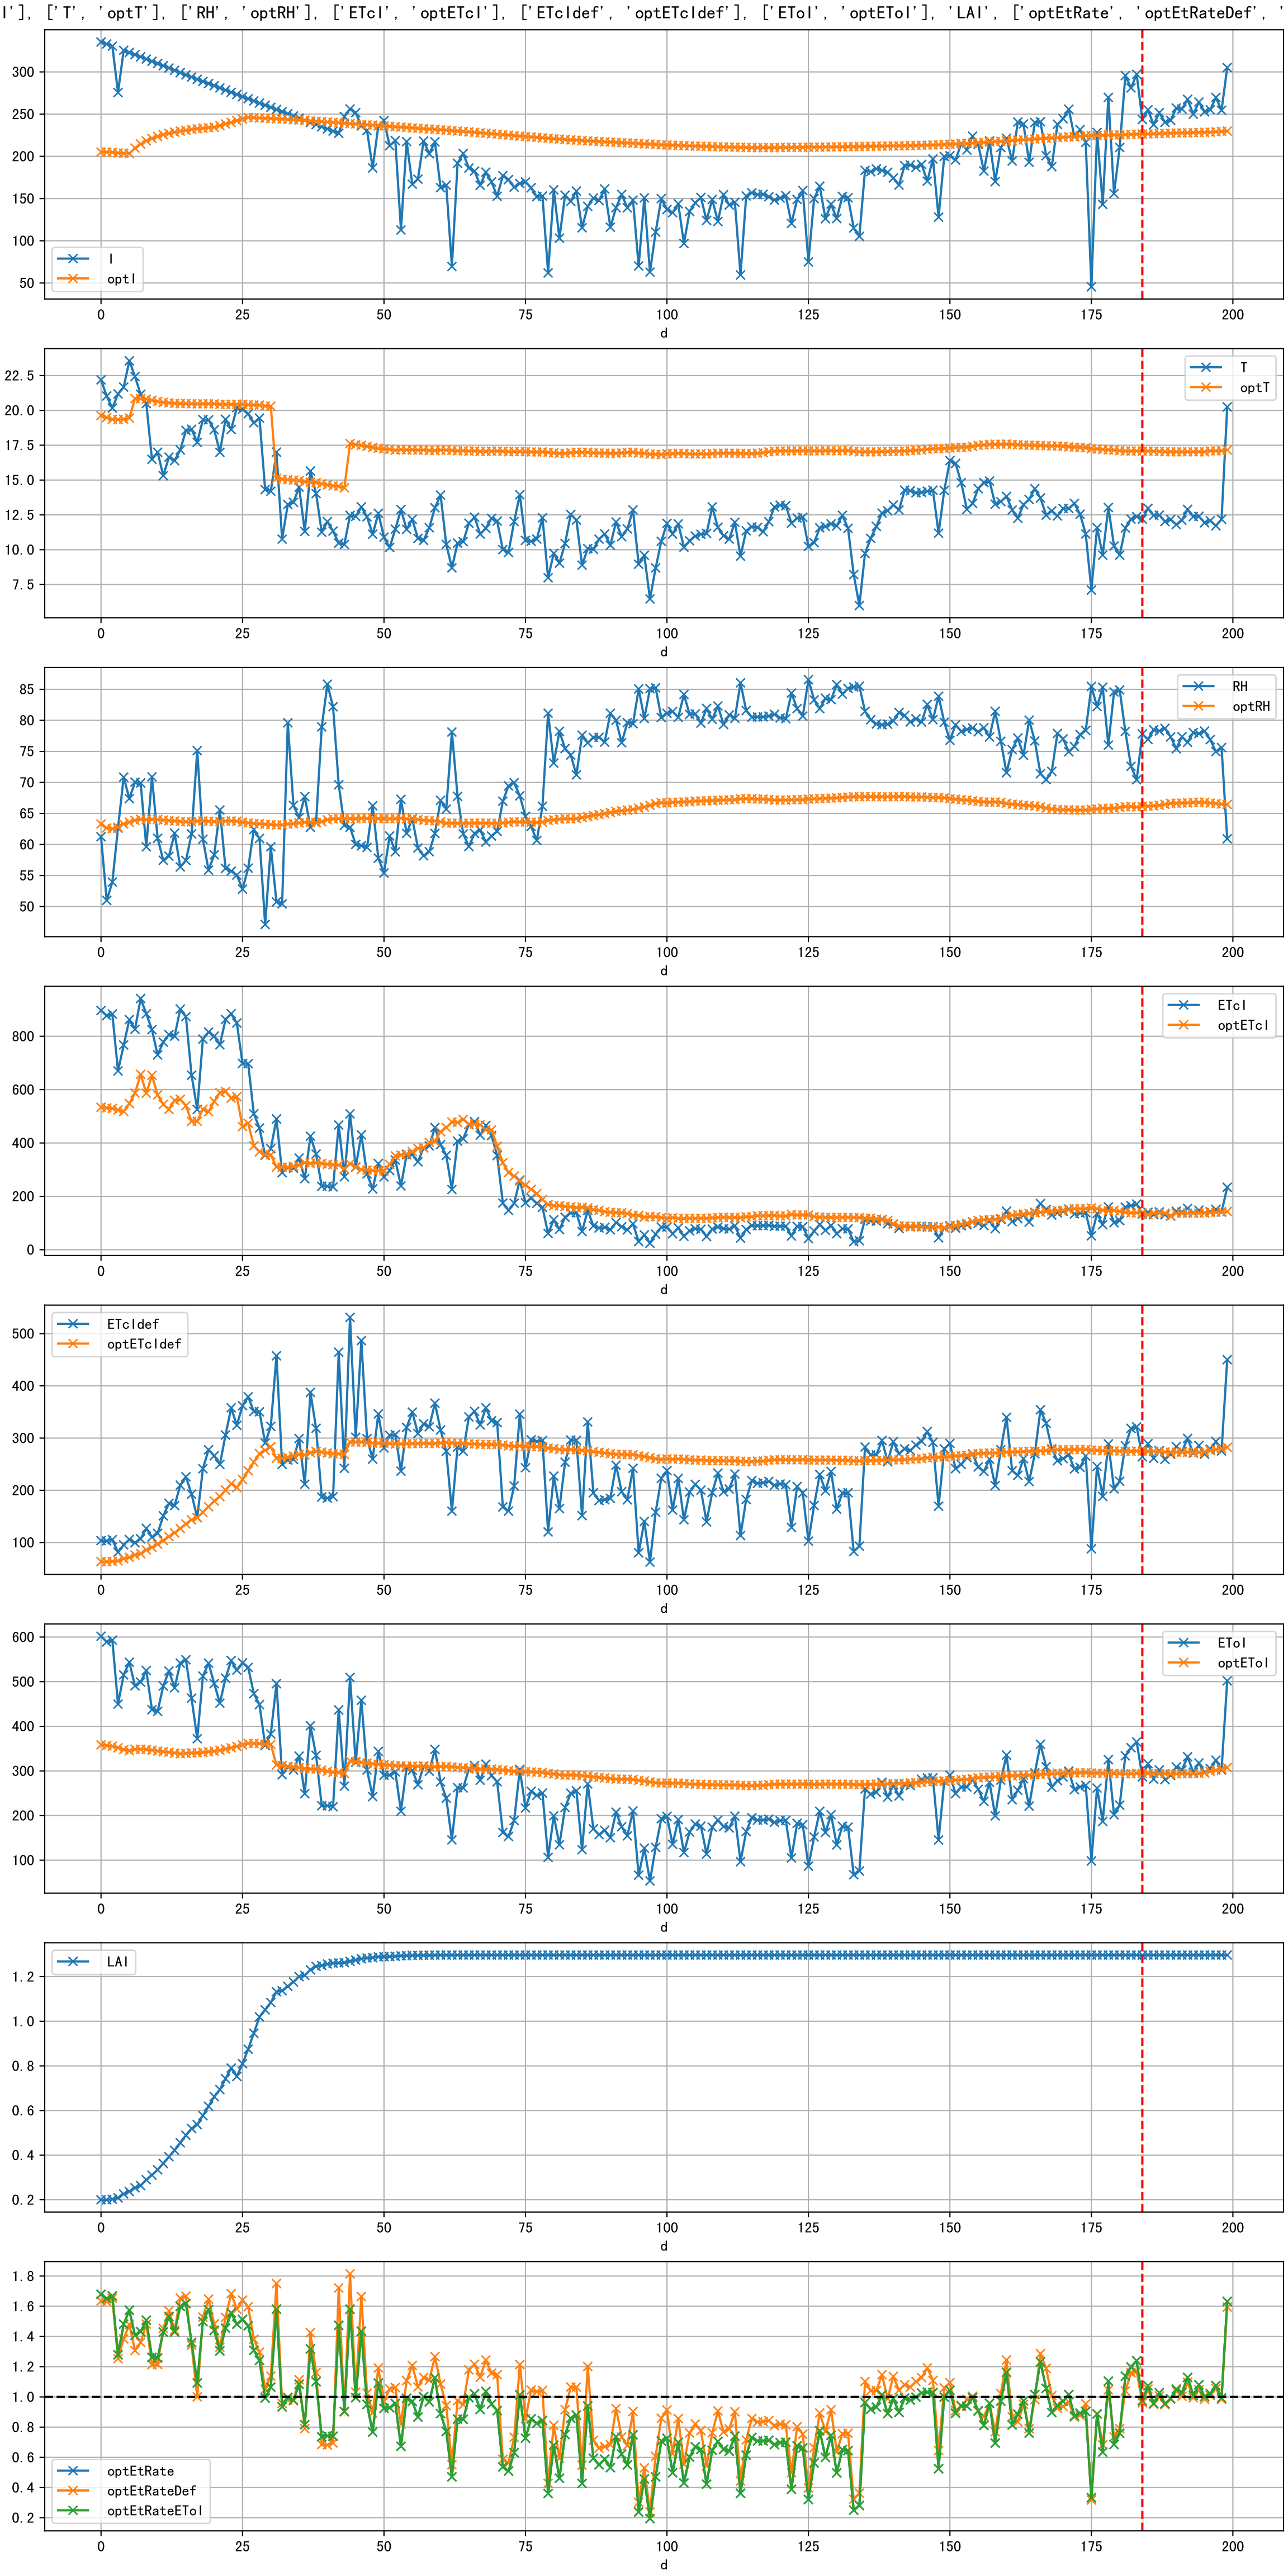 I'], ['T', 'optT'], ['RH', 'optRH'], ['ETcI', 'optETcI'], ['ETcIdef', 'optETcIdef'], ['EToI', 'optEToI'], 'LAI', ['optEtRate', 'optEtRateDef', '
300
250
200
150
100
50
I
optI
0 25 50 75 100 125 150 175 200
d
22.5
20.0
17.5
15.0
12.5
10.0
7.5
T
optT
0 25 50 75 100 125 150 175 200
d
85
80
75
70
65
60
55
50
RH
optRH
0 25 50 75 100 125 150 175 200
d
800
600
400
200
0
ETcI
optETcI
0 25 50 75 100 125 150 175 200
d
500
400
300
200
100
ETcIdef
optETcIdef
0 25 50 75 100 125 150 175 200
d
600
500
400
300
200
100
EToI
optEToI
0 25 50 75 100 125 150 175 200
d
1.2
1.0
0.8
0.6
0.4
0.2
LAI
0 25 50 75 100 125 150 175 200
d
1.8
1.6
1.4
1.2
1.0
0.8
0.6
0.4
0.2
optEtRate
optEtRateDef
optEtRateEToI
0 25 50 75 100 125 150 175 200
d